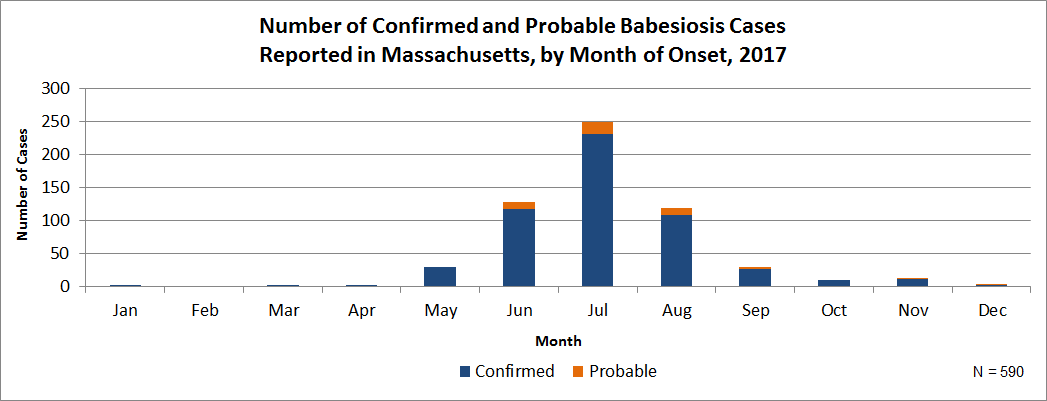 Number of Confirmed and Probable Babesiosis Cases
Reported in Massachusetts, by Month of Onset, 2017
300
250
200
150
100
50
0
Number of Cases
Jan Feb Mar Apr May Jun Jul Aug Sep Oct Nov Dec
Month
Confirmed Probable
N = 590